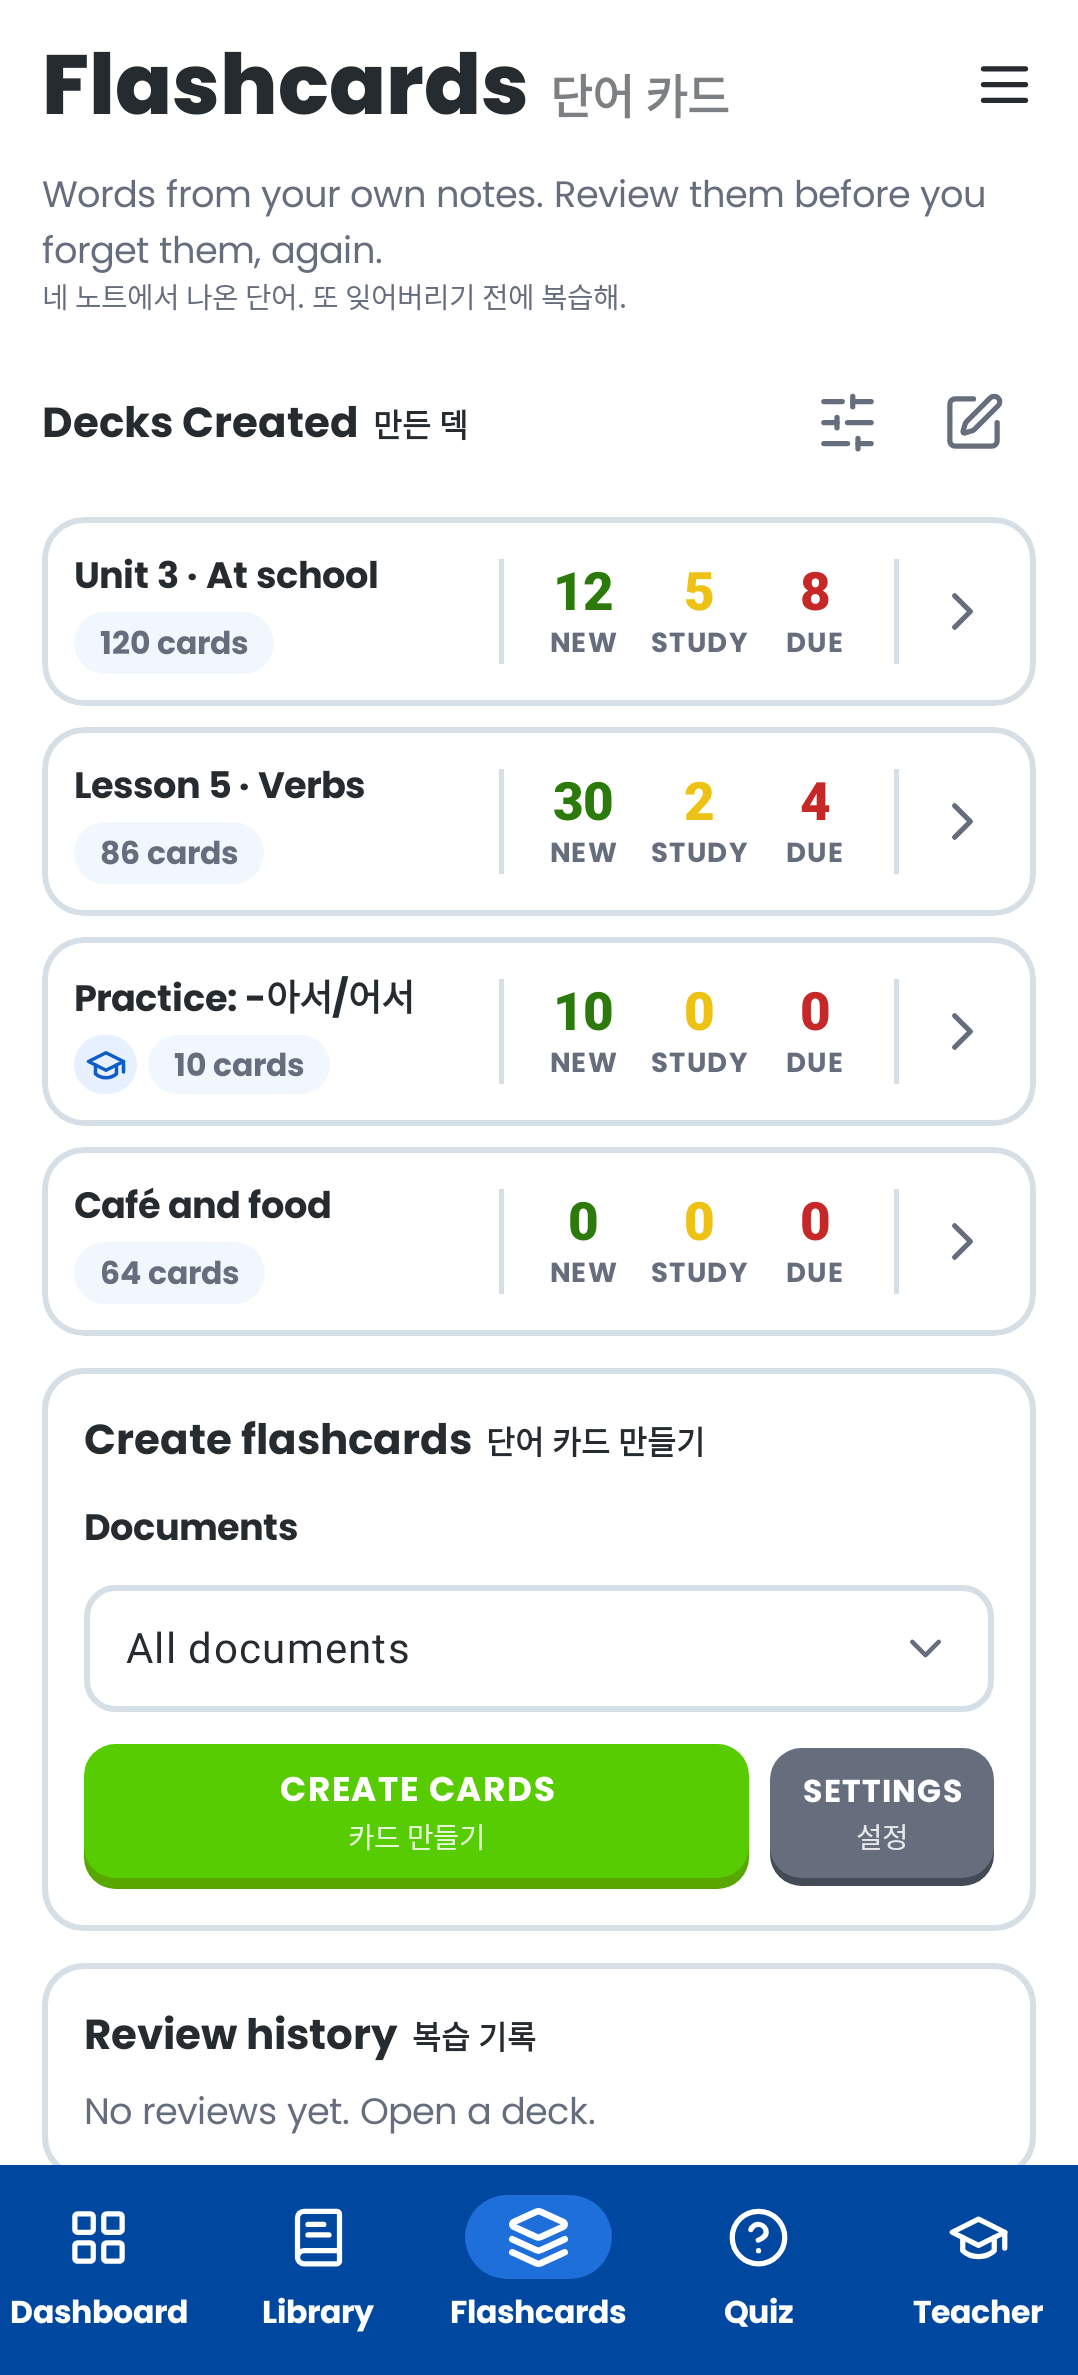 Flashcards 단어 카드
Words from your own notes. Review them before you
forget them, again.
네 노트에서 나온 단어. 또 잊어버리기 전에 복습해.
Decks Created 만든 덱
Unit 3 · At school
120 cards
12 5 8
NEW STUDY DUE
Lesson 5 · Verbs
86 cards
30 2 4
NEW STUDY DUE
Practice: -아서/어서
10 cards
10 0 0
NEW STUDY DUE
Café and food
64 cards
0 0 0
NEW STUDY DUE
Create flashcards 단어 카드 만들기
Documents
All documents
CREATE CARDS
카드 만들기
SETTINGS
설정
Review history 복습 기록
No reviews yet. Open a deck.
Dashboard Library Flashcards Quiz Teacher